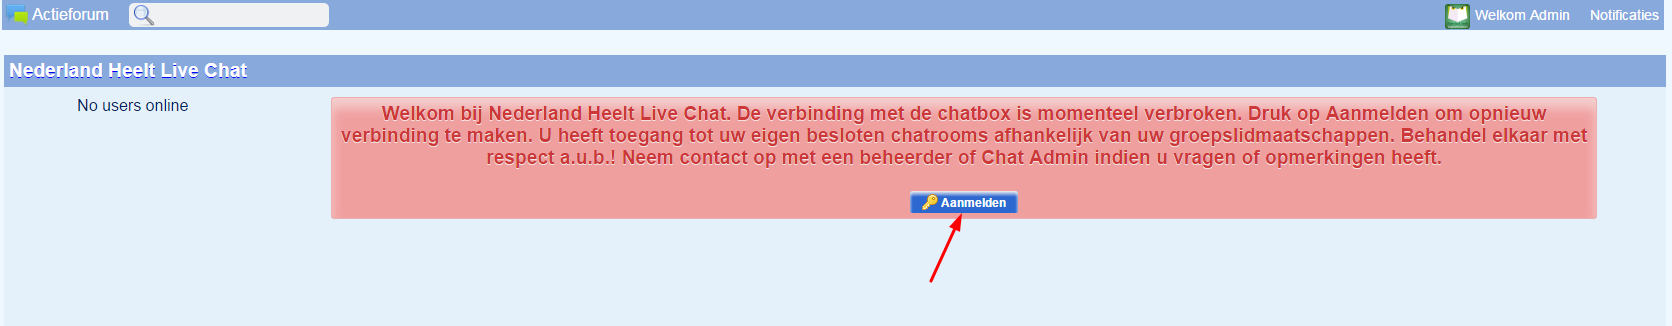 Actieforum
Welkom Admin
Notificaties
Nederland Heelt Live Chat
No users online
Welkom bij Nederland Heelt Live Chat. De verbinding met de chatbox is momenteel verbroken. Druk op Aanmelden om opnieuw
verbinding te maken. U heeft toegang tot uw eigen besloten chatrooms afhankelijk van uw groepslidmaatschappen. Behandel elkaar met
respect a.u.b.! Neem contact op met een beheerder of Chat Admin indien u vragen of opmerkingen heeft.
Aanmelden